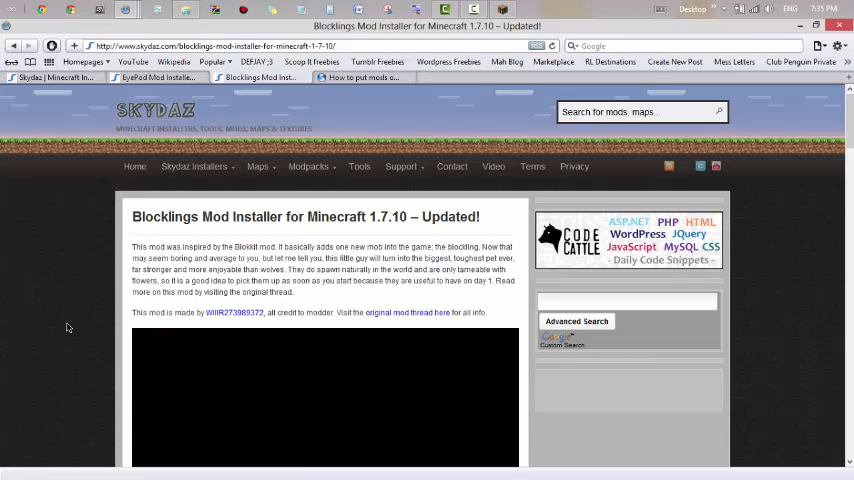 Desktop » ENG 7:35 PM
Blocklings Mod Installer for Minecraft 1.7.10 – Updated!
http://www.skydaz.com/blocklings-mod-installer-for-minecraft-1-7-10/ Google
Homepages YouTube Wikipedia Popular DEEJAY ;3 Scoop It Freebies Tumblr Freebies Wordpress Freebies Mah Blog Marketplace RL Destinations Create New Post Mess Letters Club Penguin Private
Skydaz | Minecraft In... EyePod Mod Installe... Blocklings Mod Inst... How to put mods o...
SKYDAZ
MINECRAFT INSTALLERS, TOOLS, MODS, MAPS & TEXTURES
Search for mods, maps...
Home Skydaz Installers Maps Modpacks Tools Support Contact Video Terms Privacy
Blocklings Mod Installer for Minecraft 1.7.10 – Updated!
This mod was inspired by the Blokkit mod. It basically adds one new mob into the game: the blockling. Now that
may seem boring and average to you, but let me tell you, this little guy will turn into the biggest, toughest pet ever,
far stronger and more enjoyable than wolves. They do spawn naturally in the world and are only tameable with
flowers, so it is a good idea to pick them up as soon as you start because they are useful to have on day 1. Read
more on this mod by visiting the original thread.
This mod is made by WillR273989372, all credit to modder. Visit the original mod thread here for all info.
CODE CATTLE
ASP.NET PHP HTML
WordPress JQuery
JavaScript MySQL CSS
- Daily Code Snippets -
Advanced Search
Google™
Custom Search